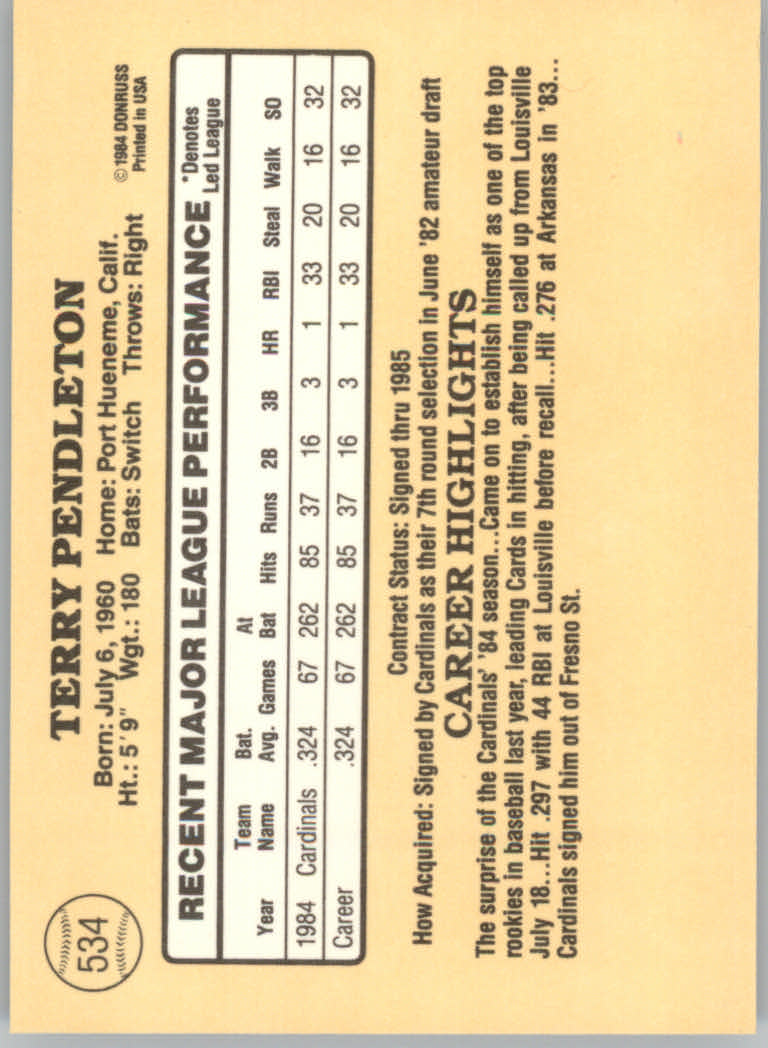 534
TERRY PENDLETON
Born: July 6, 1960 Home: Port Hueneme, Calif.
Ht.: 5' 9" Wgt.: 180 Bats: Switch Throws: Right
© 1984 DONRUSS
Printed in USA
RECENT MAJOR LEAGUE PERFORMANCE
*Denotes
Led League
Year Team Name Bat. Avg. Games At Bat Hits Runs 2B 3B HR RBI Steal Walk SO
1984 Cardinals .324 67 262 85 37 16 3 1 33 20 16 32
Career .324 67 262 85 37 16 3 1 33 20 16 32
Contract Status: Signed thru 1985
How Acquired: Signed by Cardinals as their 7th round selection in June '82 amateur draft
CAREER HIGHLIGHTS
The surprise of the Cardinals' '84 season...Came on to establish himself as one of the top
rookies in baseball last year, leading Cards in hitting, after being called up from Louisville
July 18...Hit .297 with 44 RBI at Louisville before recall...Hit .276 at Arkansas in '83...
Cardinals signed him out of Fresno St.